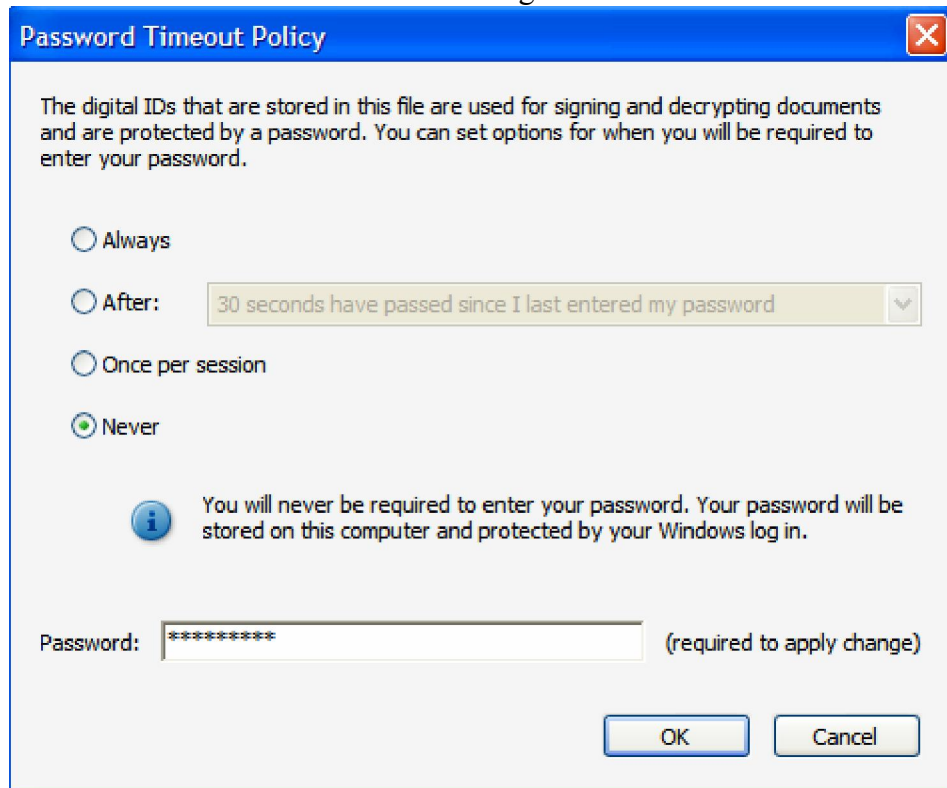 Password Timeout Policy
The digital IDs that are stored in this file are used for signing and decrypting documents
and are protected by a password. You can set options for when you will be required to
enter your password.
Always
After: 30 seconds have passed since I last entered my password
Once per session
Never
You will never be required to enter your password. Your password will be
stored on this computer and protected by your Windows log in.
Password: ********* (required to apply change)
OK Cancel